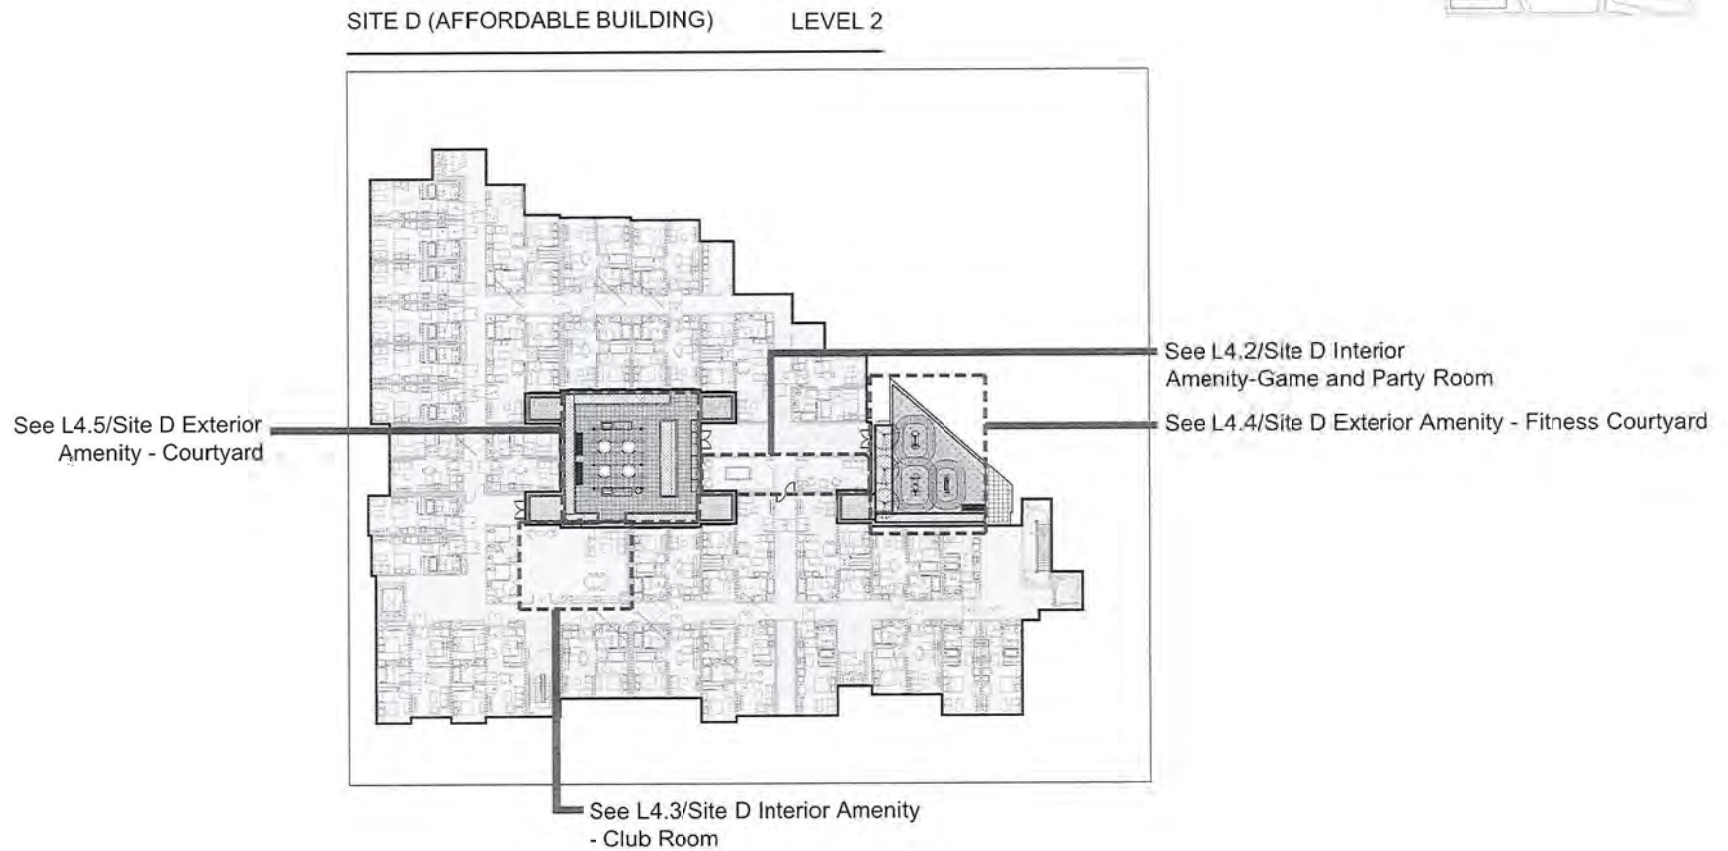 SITE D (AFFORDABLE BUILDING) LEVEL 2
See L4.2/Site D Interior
Amenity-Game and Party Room
See L4.4/Site D Exterior Amenity - Fitness Courtyard
See L4.5/Site D Exterior
Amenity - Courtyard
See L4.3/Site D Interior Amenity
- Club Room